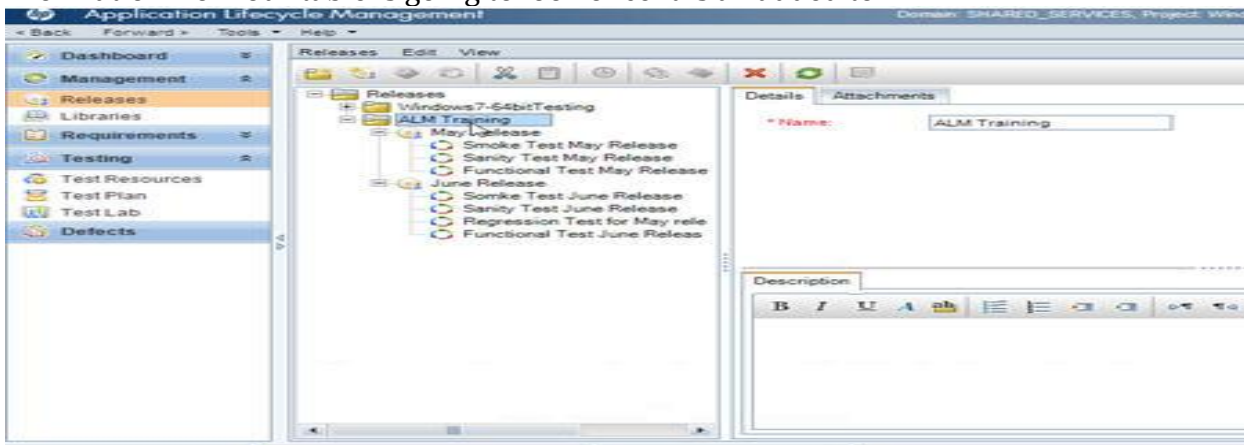 Application Lifecycle Management
Domain: SHARED_SERVICES, Project: Wind
< Back Forward > Tools Help
Dashboard
Management
Releases
Libraries
Requirements
Testing
Test Resources
Test Plan
Test Lab
Defects
Releases Edit View
Releases
Windows7-64bitTesting
ALM Training
May Release
Smoke Test May Release
Sanity Test May Release
Functional Test May Release
June Release
Somke Test June Release
Sanity Test June Release
Regression Test for May rele
Functional Test June Releas
Details Attachments
* Name: ALM Training
Description
B I U A ab